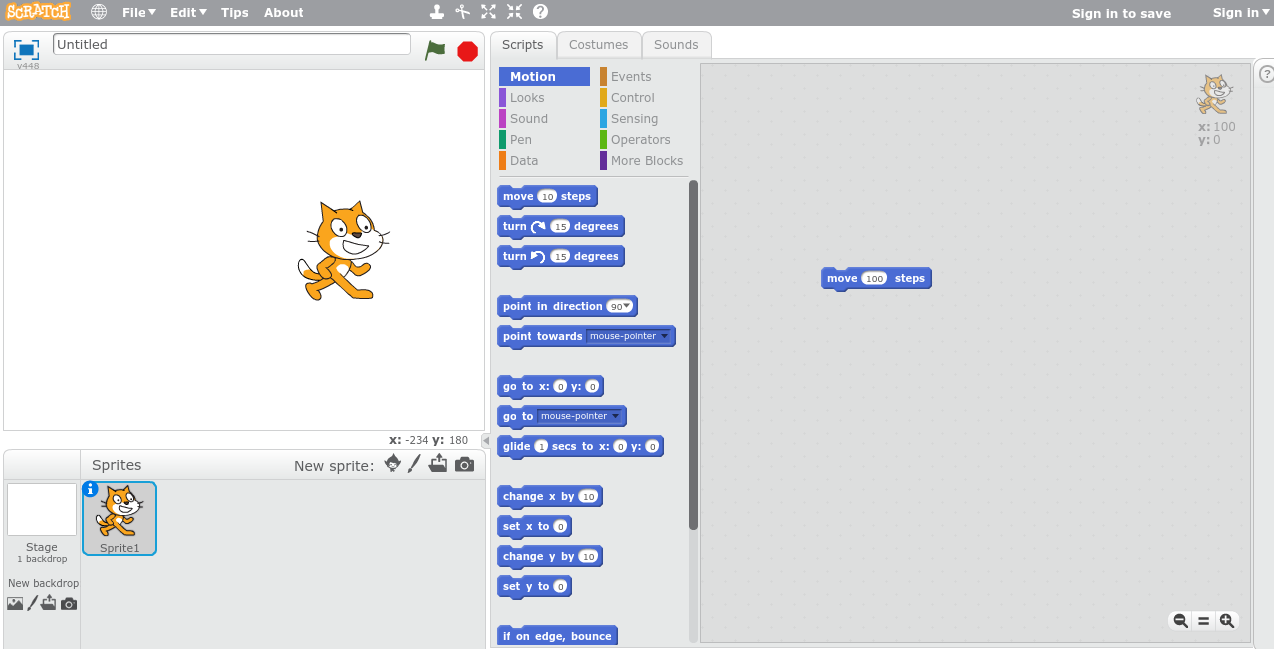 SCRATCH File Edit Tips About Sign in to save Sign in
Untitled
v448
Scripts Costumes Sounds
Motion Events
Looks Control
Sound Sensing
Pen Operators
Data More Blocks
move 10 steps
turn 15 degrees
turn 15 degrees
point in direction 90
point towards mouse-pointer
go to x: 0 y: 0
go to mouse-pointer
glide 1 secs to x: 0 y: 0
change x by 10
set x to 0
change y by 10
set y to 0
if on edge, bounce
move 100 steps
x: 100
y: 0
x: -234 y: 180
Sprites New sprite:
Stage
1 backdrop
New backdrop
Sprite1